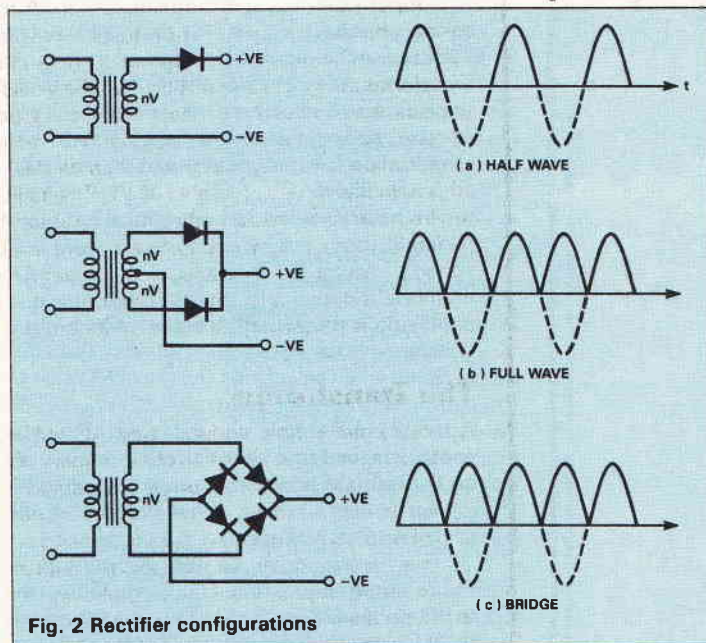 +VE
nV
-VE
t
(a) HALF WAVE
nV
nV
+VE
-VE
(b) FULL WAVE
nV
+VE
-VE
(c) BRIDGE
Fig. 2 Rectifier configurations